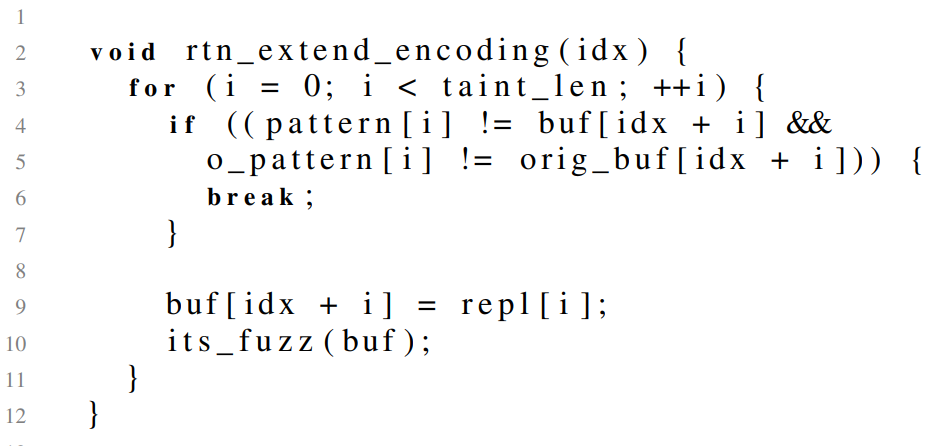 1
2 void rtn_extend_encoding(idx) {
3 for (i = 0; i < taint_len; ++i) {
4 if ((pattern[i] != buf[idx + i] &&
5 o_pattern[i] != orig_buf[idx + i])) {
6 break;
7 }
8
9 buf[idx + i] = repl[i];
10 its_fuzz(buf);
11 }
12 }